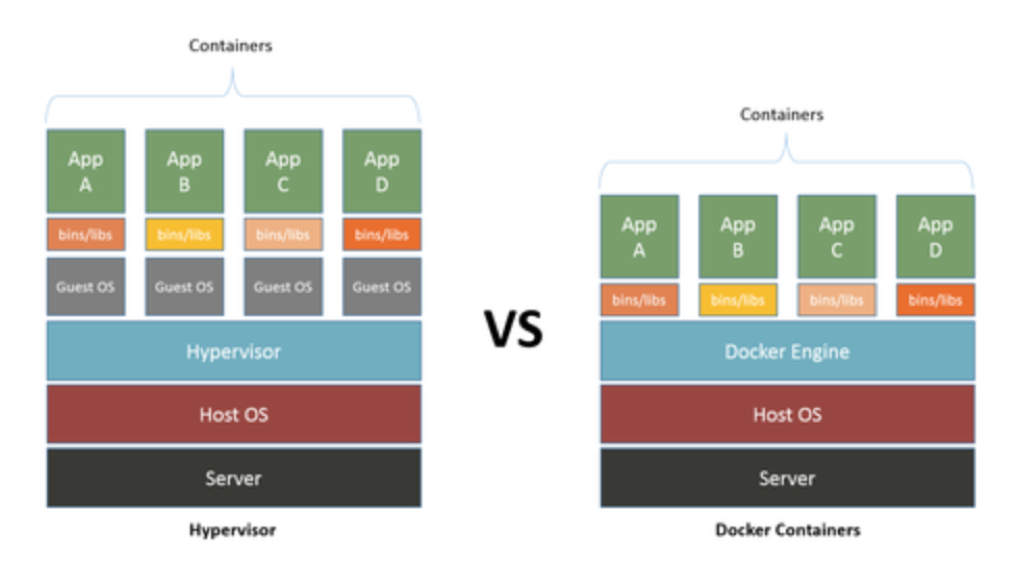 Containers
App
A
App
B
App
C
App
D
bins/libs
bins/libs
bins/libs
bins/libs
Guest OS
Guest OS
Guest OS
Guest OS
Hypervisor
Host OS
Server
Hypervisor
VS
Containers
App
A
App
B
App
C
App
D
bins/libs
bins/libs
bins/libs
bins/libs
Docker Engine
Host OS
Server
Docker Containers